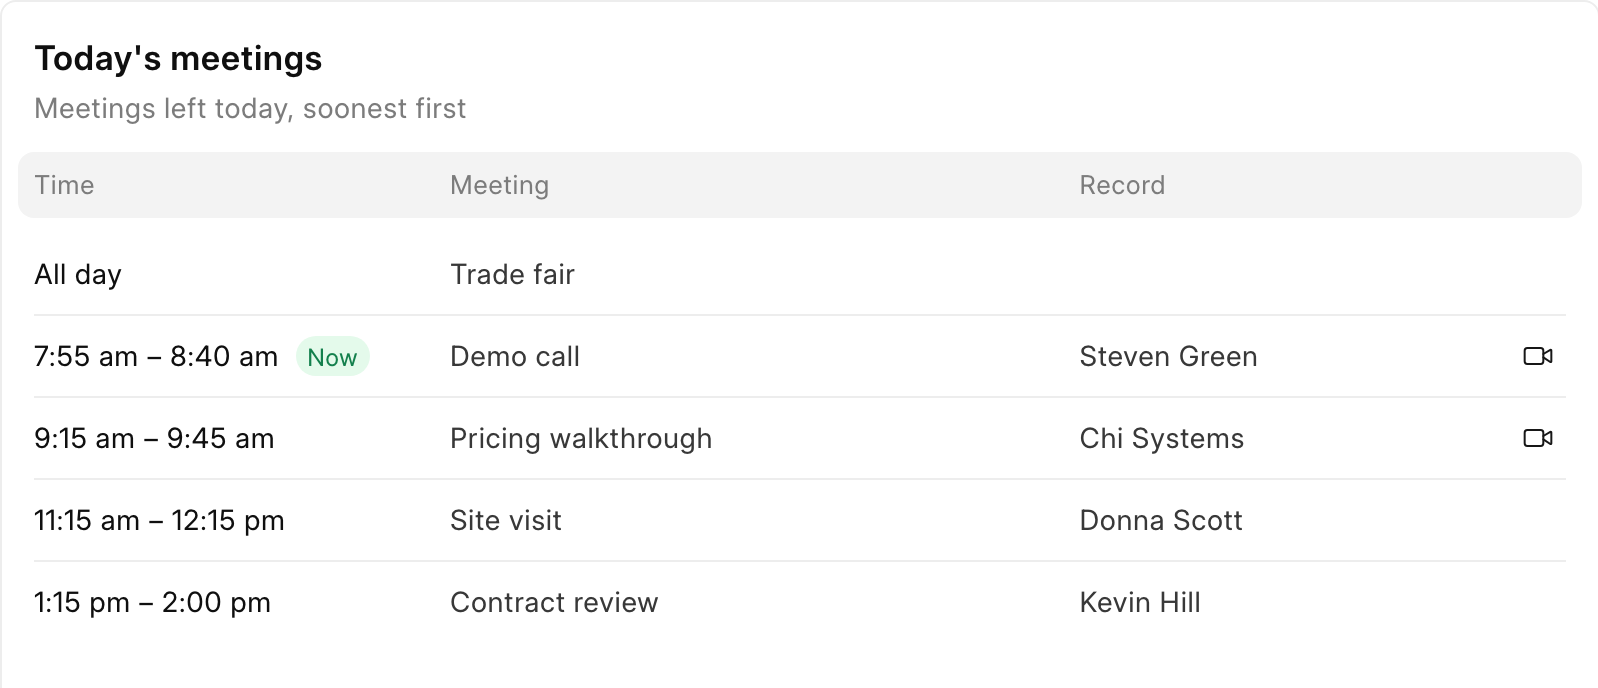 Today's meetings
Meetings left today, soonest first
Time Meeting Record
All day Trade fair
7:55 am – 8:40 am Now Demo call Steven Green
9:15 am – 9:45 am Pricing walkthrough Chi Systems
11:15 am – 12:15 pm Site visit Donna Scott
1:15 pm – 2:00 pm Contract review Kevin Hill